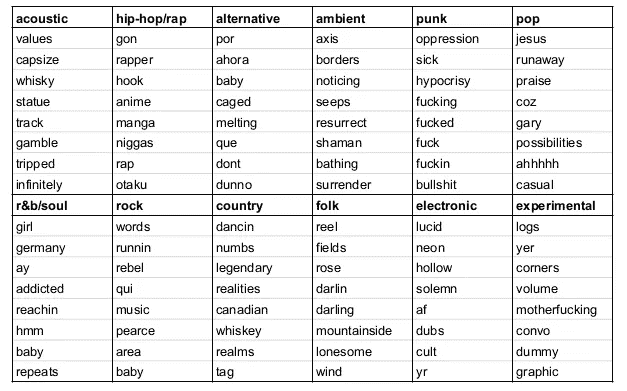 acoustic hip-hop/rap alternative ambient punk pop
values gon por axis oppression jesus
capsize rapper ahora borders sick runaway
whisky hook baby noticing hypocrisy praise
statue anime caged seeps fucking coz
track manga melting resurrect fucked gary
gamble niggas que shaman fuck possibilities
tripped rap dont bathing fuckin ahhhhh
infinitely otaku dunno surrender bullshit casual
r&b/soul rock country folk electronic experimental
girl words dancin reel lucid logs
germany runnin numbs fields neon yer
ay rebel legendary rose hollow corners
addicted qui realities darlin solemn volume
reachin music canadian darling af motherfucking
hmm pearce whiskey mountainside dubs convo
baby area realms lonesome cult dummy
repeats baby tag wind yr graphic